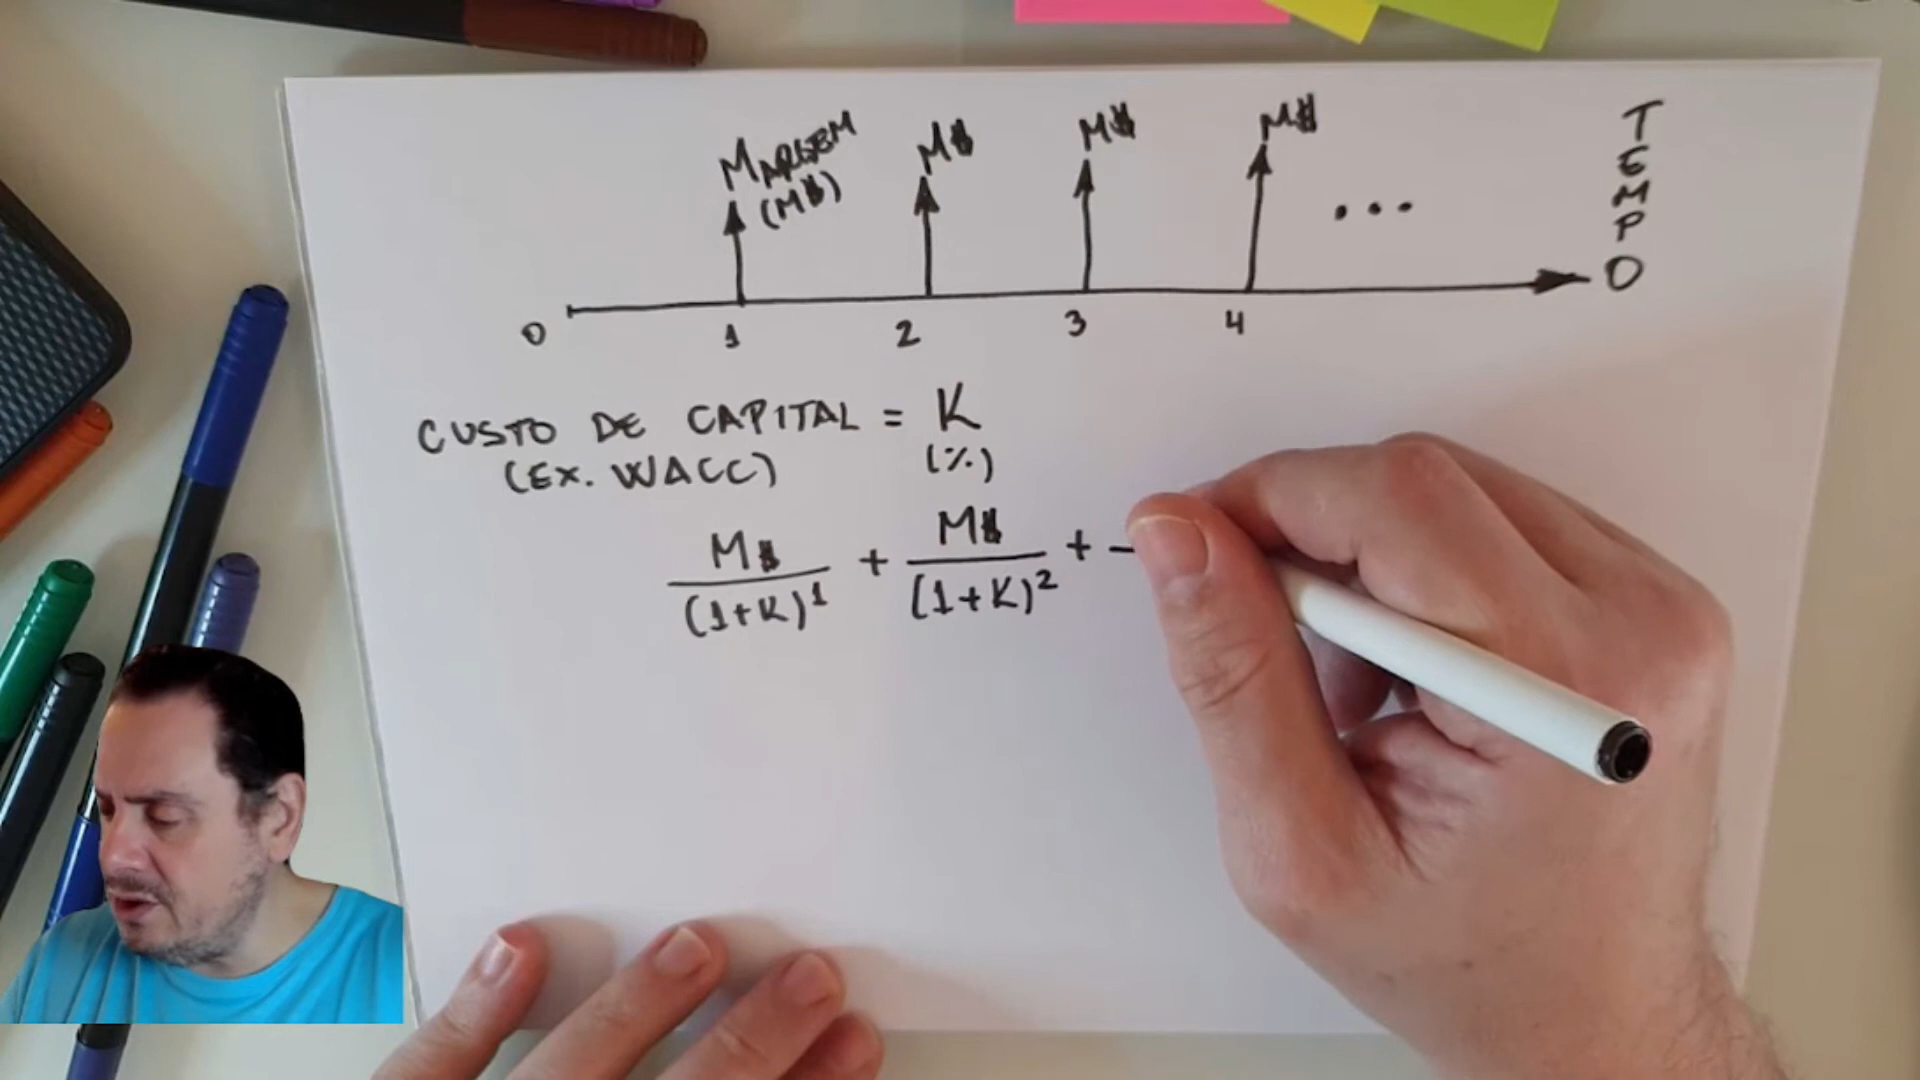 MARGEM M$ M$ M$
(M$)
...
TEMPO
0 1 2 3 4
CUSTO DE CAPITAL = K
(EX. WACC) (%)
M$ + M$ +
(1+K)¹ (1+K)²